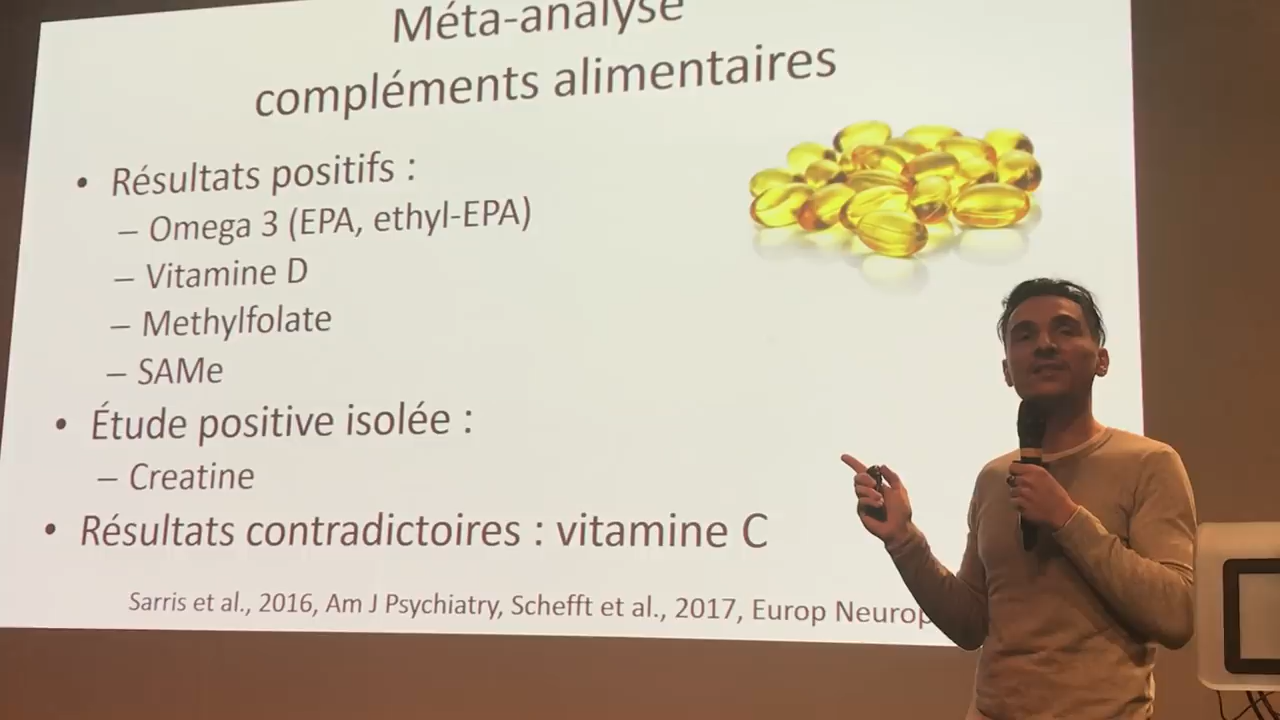 Méta-analyse
compléments alimentaires
• Résultats positifs :
– Omega 3 (EPA, ethyl-EPA)
– Vitamine D
– Methylfolate
– SAMe
• Étude positive isolée :
– Creatine
• Résultats contradictoires : vitamine C
Sarris et al., 2016, Am J Psychiatry, Schefft et al., 2017, Europ